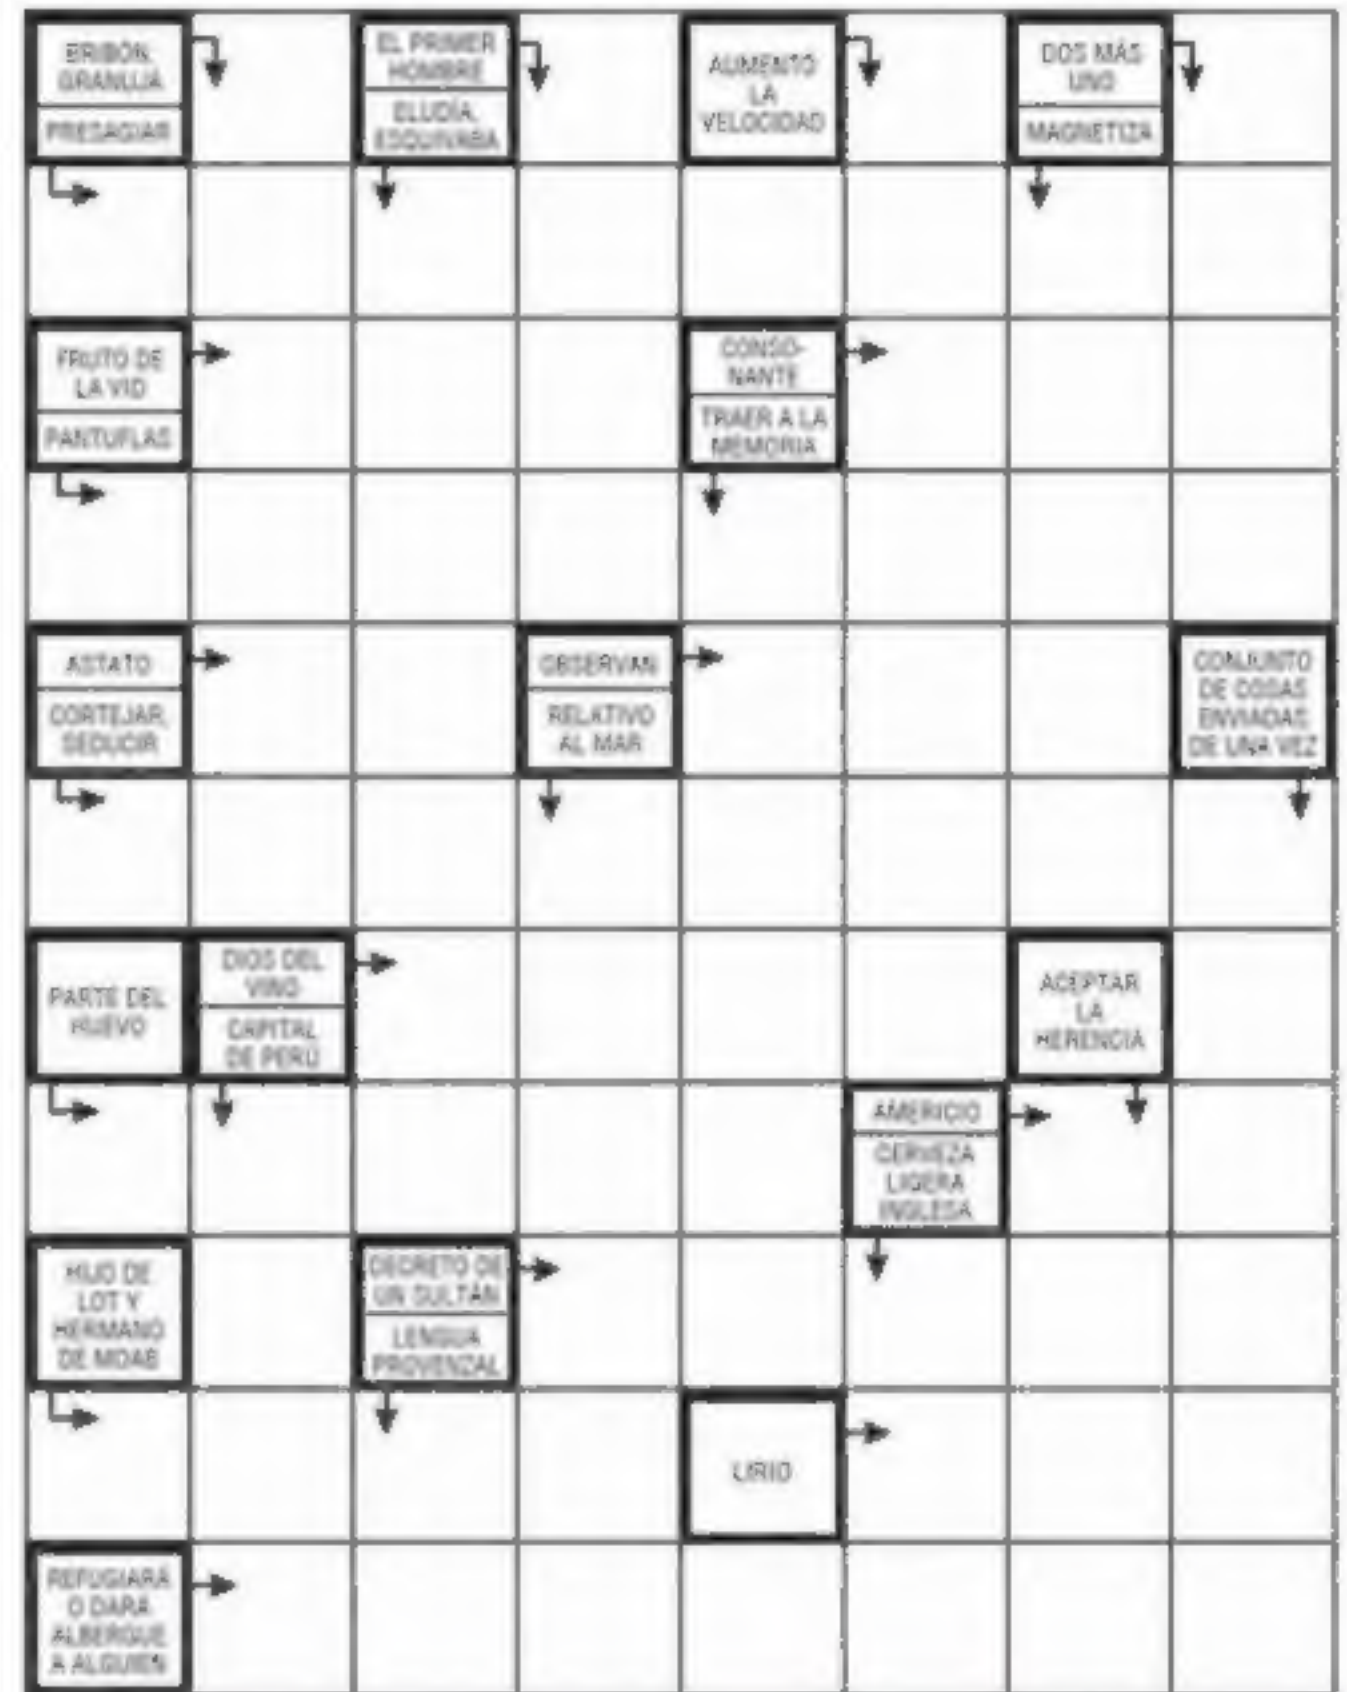 BRIBÓN,
GRANUJA
PRESAGIAR
EL PRIMER
HOMBRE
ELUDÍA,
ESQUIVABA
AUMENTO
LA
VELOCIDAD
DOS MÁS
UNO
MAGNETIZA
FRUTO DE
LA VID
PANTUFLAS
CONSO-
NANTE
TRAER A LA
MEMORIA
ASTATO
CORTEJAR,
SEDUCIR
OBSERVAN
RELATIVO
AL MAR
CONJUNTO
DE COSAS
ENVIADAS
DE UNA VEZ
PARTE DEL
HUEVO
DIOS DEL
VINO
CAPITAL
DE PERÚ
ACEPTAR
LA
HERENCIA
AMERICIO
CERVEZA
LIGERA
INGLESA
HIJO DE
LOT Y
HERMANO
DE MOAB
DECRETO DE
UN SULTÁN
LENGUA
PROVENZAL
LIRIO
REFUGIARÁ
O DARA
ALBERGUE
A ALGUIEN